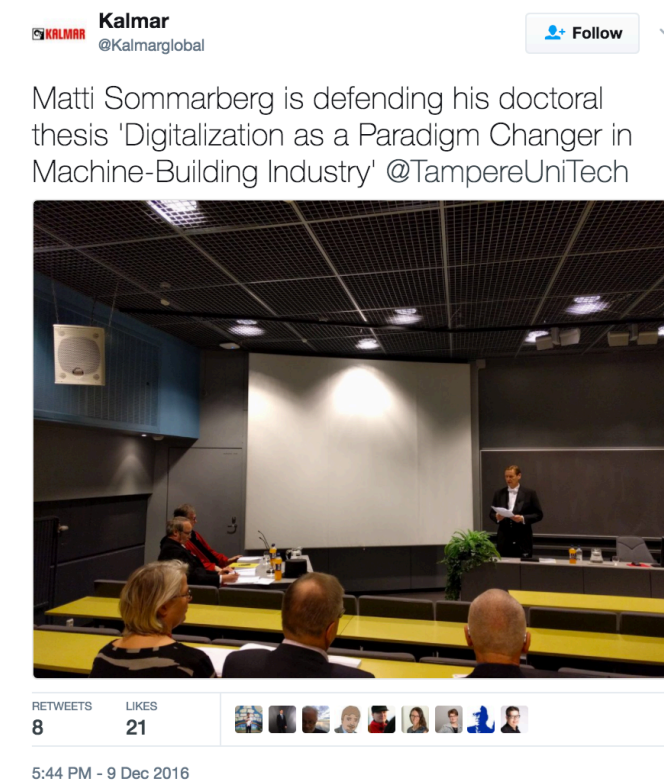 Kalmar
KALMAR
@Kalmarglobal
Follow
Matti Sommarberg is defending his doctoral
thesis 'Digitalization as a Paradigm Changer in
Machine-Building Industry' @TampereUniTech
RETWEETS
LIKES
8
21
5:44 PM - 9 Dec 2016